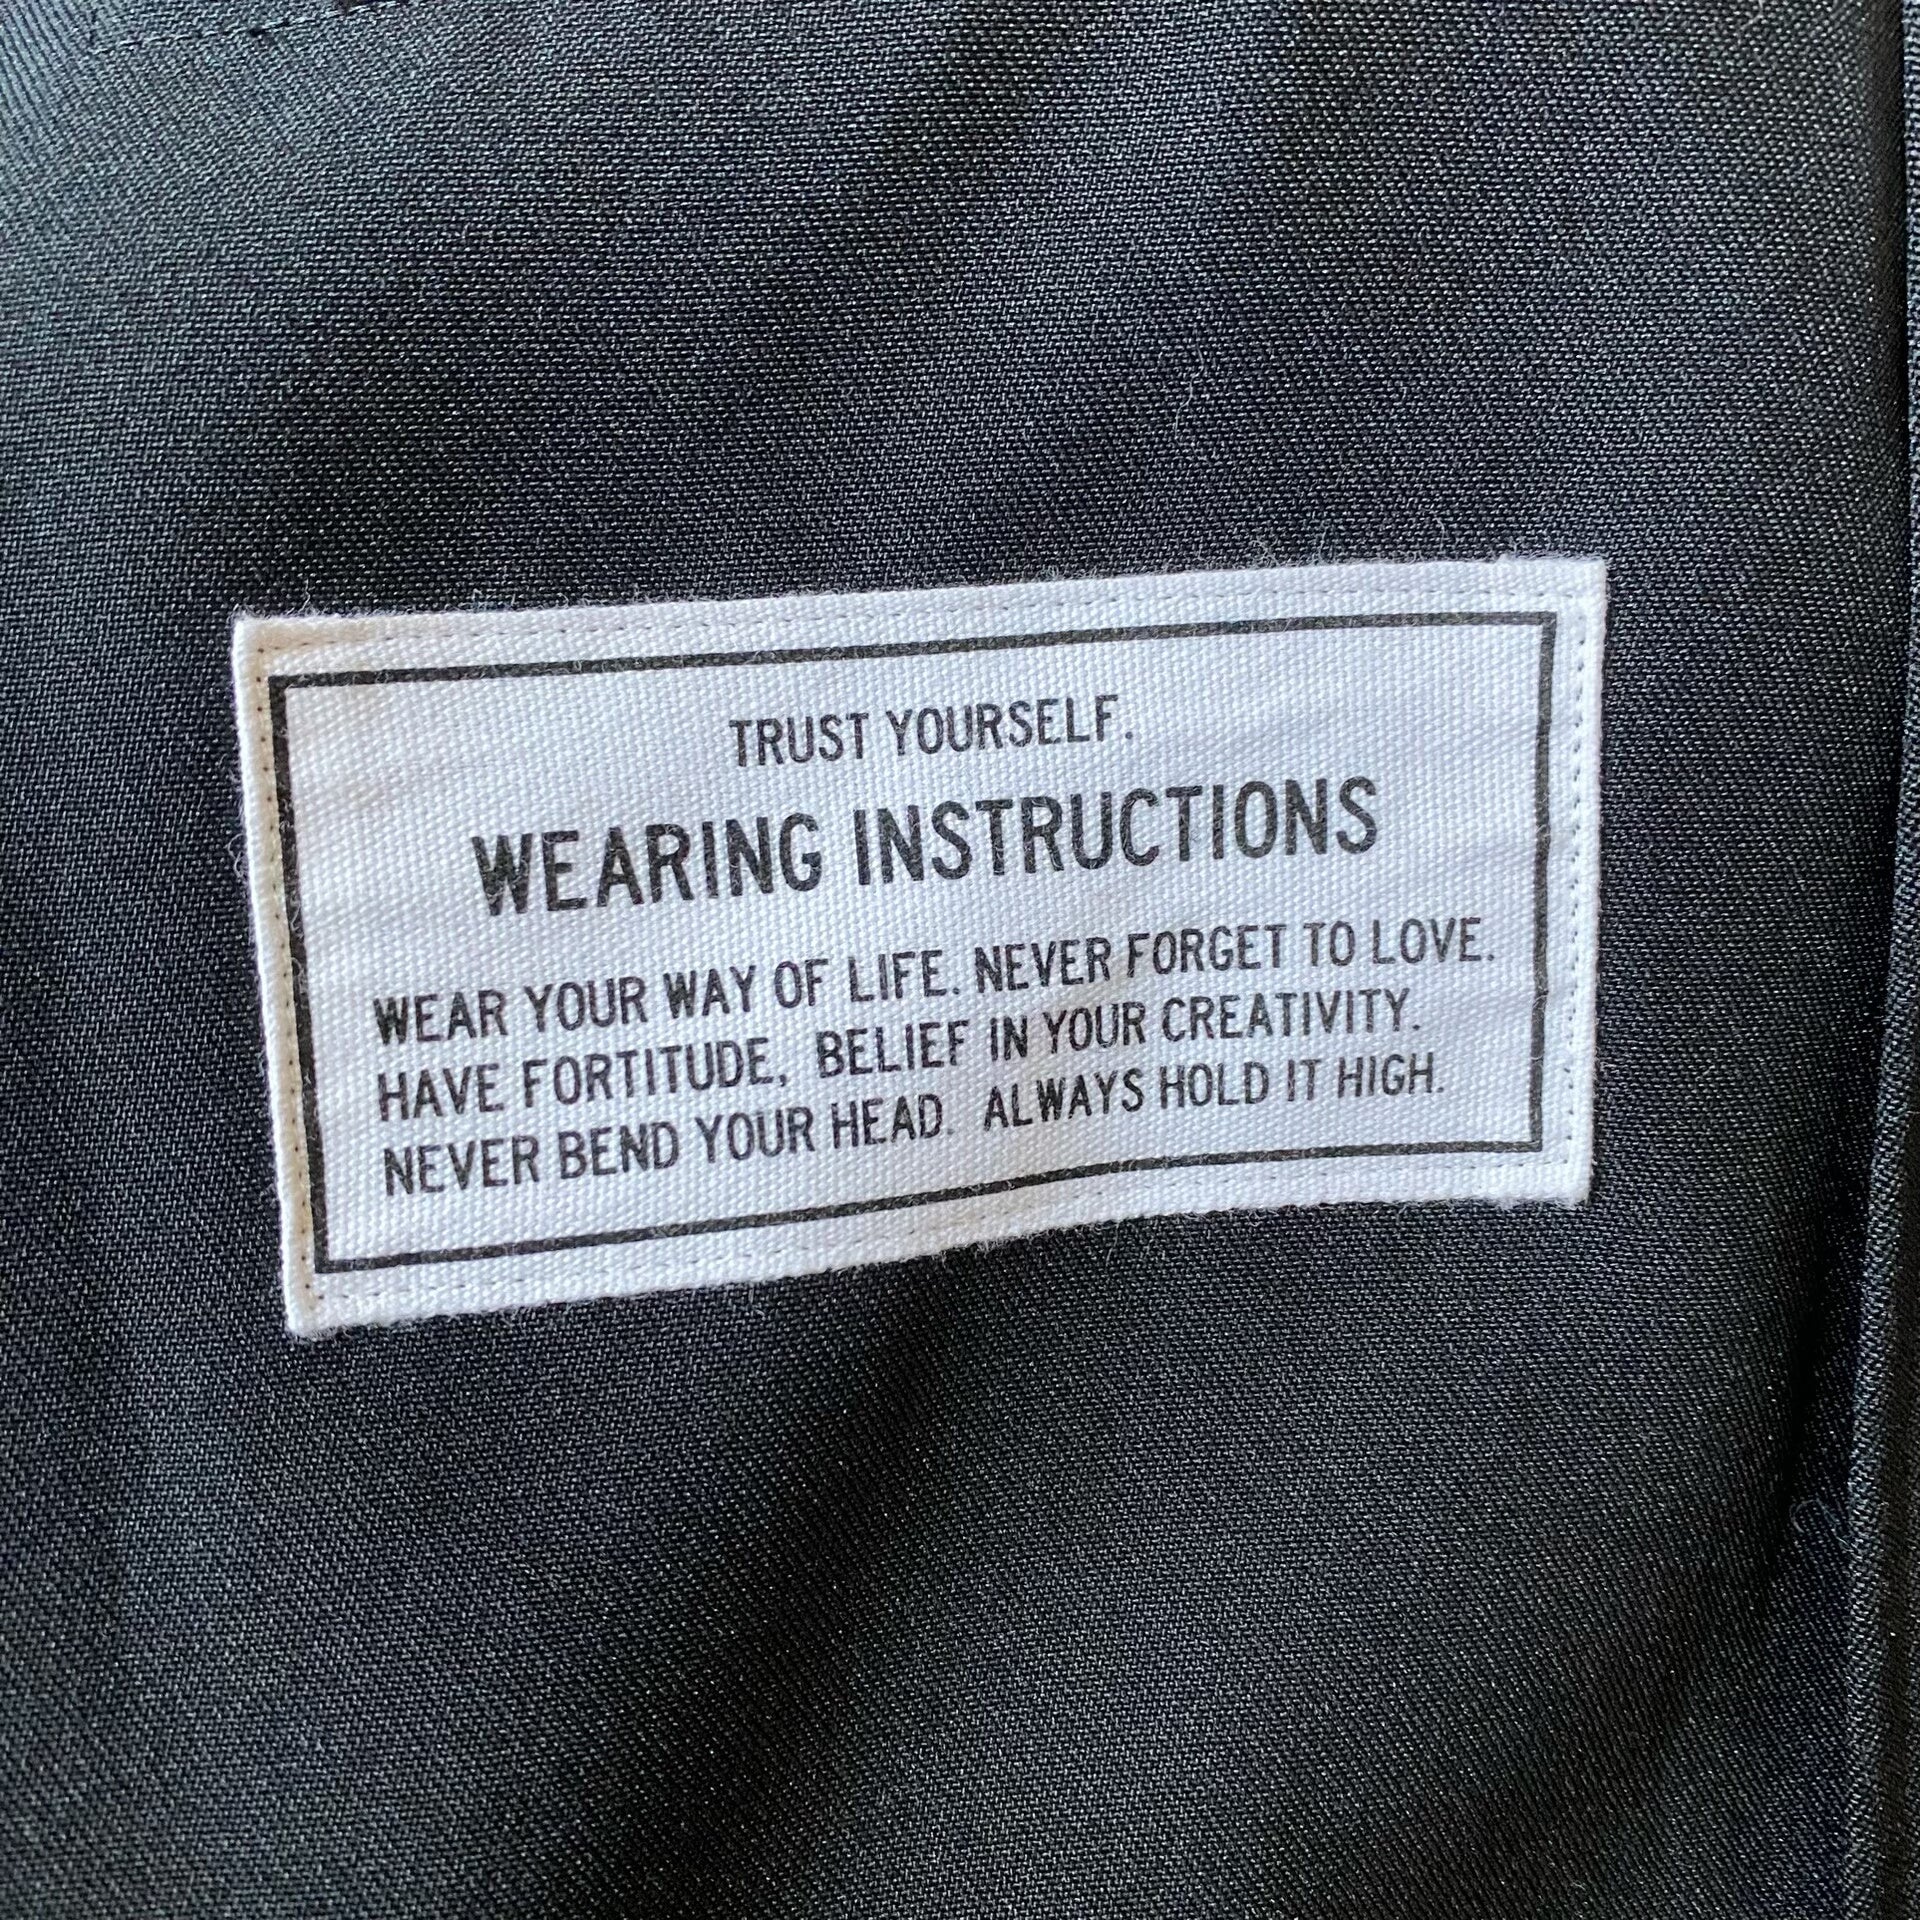 TRUST YOURSELF.
WEARING INSTRUCTIONS
WEAR YOUR WAY OF LIFE. NEVER FORGET TO LOVE.
HAVE FORTITUDE, BELIEF IN YOUR CREATIVITY.
NEVER BEND YOUR HEAD. ALWAYS HOLD IT HIGH.